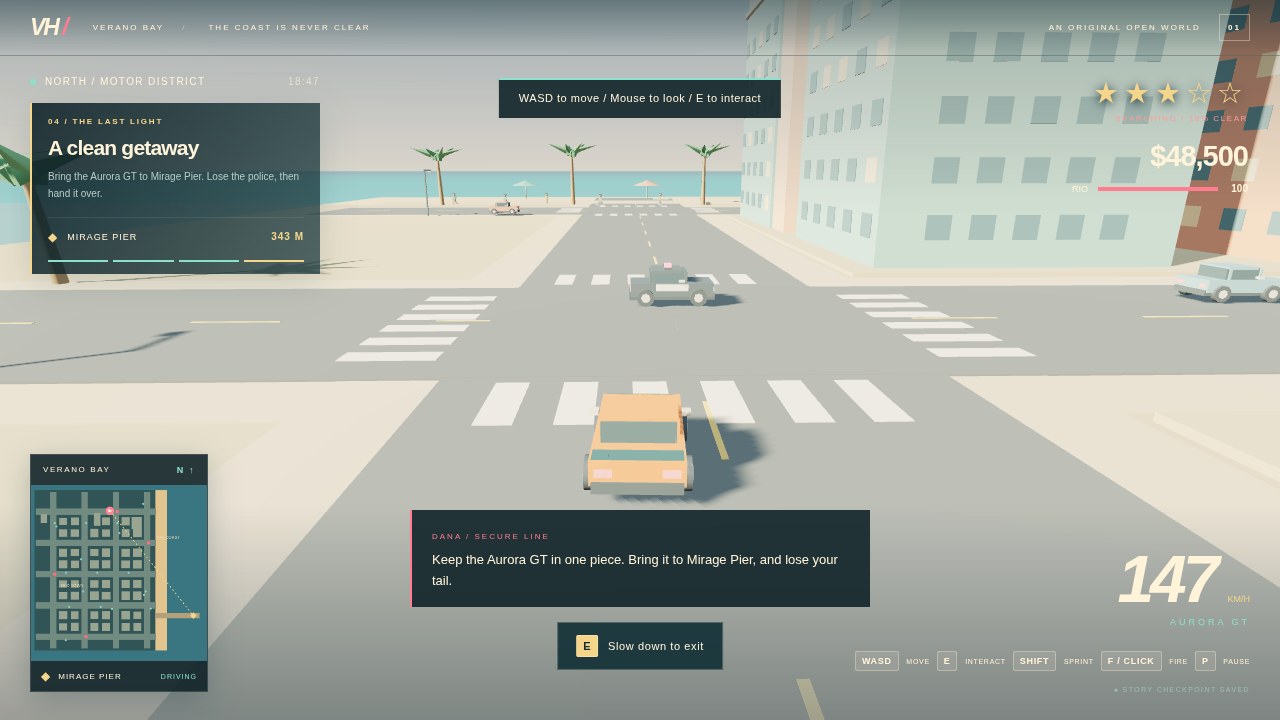 VH/
VERANO BAY / THE COAST IS NEVER CLEAR
AN ORIGINAL OPEN WORLD 01
NORTH / MOTOR DISTRICT 18:47
04 / THE LAST LIGHT
A clean getaway
Bring the Aurora GT to Mirage Pier. Lose the police, then
hand it over.
MIRAGE PIER 343 M
WASD to move / Mouse to look / E to interact
$48,500
RIO 100
VERANO BAY N ↑
MIRAGE PIER DRIVING
DANA / SECURE LINE
Keep the Aurora GT in one piece. Bring it to Mirage Pier, and lose your
tail.
E Slow down to exit
147 KM/H
AURORA GT
WASD MOVE E INTERACT SHIFT SPRINT F / CLICK FIRE P PAUSE
STORY CHECKPOINT SAVED